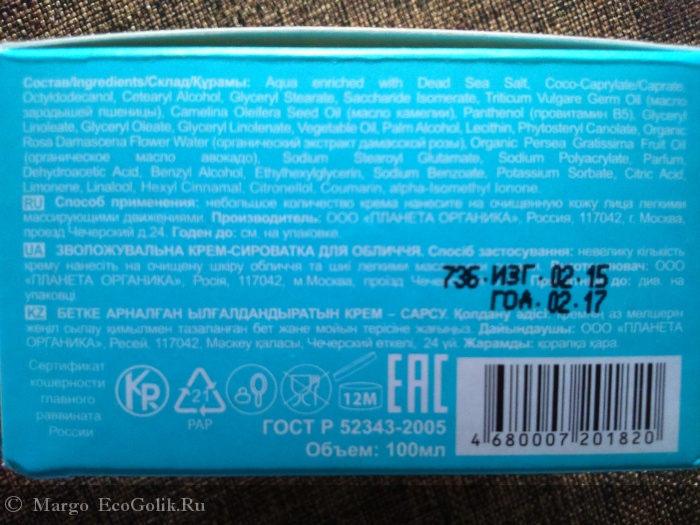 Состав/Ingredients/Склад/Құрамы: Aqua enriched with Dead Sea Salt, Coco-Caprylate/Caprate,
Octyldodecanol, Cetearyl Alcohol, Glyceryl Stearate, Saccharide Isomerate, Triticum Vulgare Germ Oil (масло
зародышей пшеницы), Camelina Oleifera Seed Oil (масло камелии), Panthenol (провитамин B5), Glyceryl
Linoleate, Glyceryl Oleate, Glyceryl Linolenate, Vegetable Oil, Palm Alcohol, Lecithin, Phytosteryl Canolate, Organic
Rosa Damascena Flower Water (органический экстракт дамасской розы), Organic Persea Gratissima Fruit Oil
(органическое масло авокадо), Sodium Stearoyl Glutamate, Sodium Polyacrylate, Parfum,
Dehydroacetic Acid, Benzyl Alcohol, Ethylhexylglycerin, Sodium Benzoate, Potassium Sorbate, Citric Acid,
Limonene, Linalool, Hexyl Cinnamal, Citronellol, Coumarin, alpha-Isomethyl Ionone.
RU Способ применения: небольшое количество крема нанесите на очищенную кожу лица легкими
массирующими движениями. Производитель: ООО «ПЛАНЕТА ОРГАНИКА», Россия, 117042, г. Москва,
проезд Чечерский д.24. Годен до: см. на упаковке.
UA ЗВОЛОЖУВАЛЬНА КРЕМ-СИРОВАТКА ДЛЯ ОБЛИЧЧЯ. Спосіб застосування: невелику кількість
крему нанесіть на очищену шкіру обличчя та шиї легкими ООО
«ПЛАНЕТА ОРГАНИКА», Росія, 117042, м.Москва, проїзд див. на
упаковці
736 ИЗГ 02.15
ГОД 02.17
KZ БЕТКЕ АРНАЛҒАН ЫЛҒАЛДАНДЫРАТЫН КРЕМ – САРСУ. Қолдану әдісі: Кремнің аз мөлшерін
жеңіл сылау қимылмен тазаланған бет және мойын терісіне жағыңыз. Дайындаушы: ООО «ПЛАНЕТА
ОРГАНИКА», Ресей, 117042, Мәскеу қаласы, Чечерский өткелі, 24 үй. Жарамды: қорапқа қара.
Сертификат
кошерности
главного
раввината
России
КР
21
PAP
12M
EAC
ГОСТ Р 52343-2005
Объем: 100мл
4 680007 201820
© Margo EcoGolik.Ru